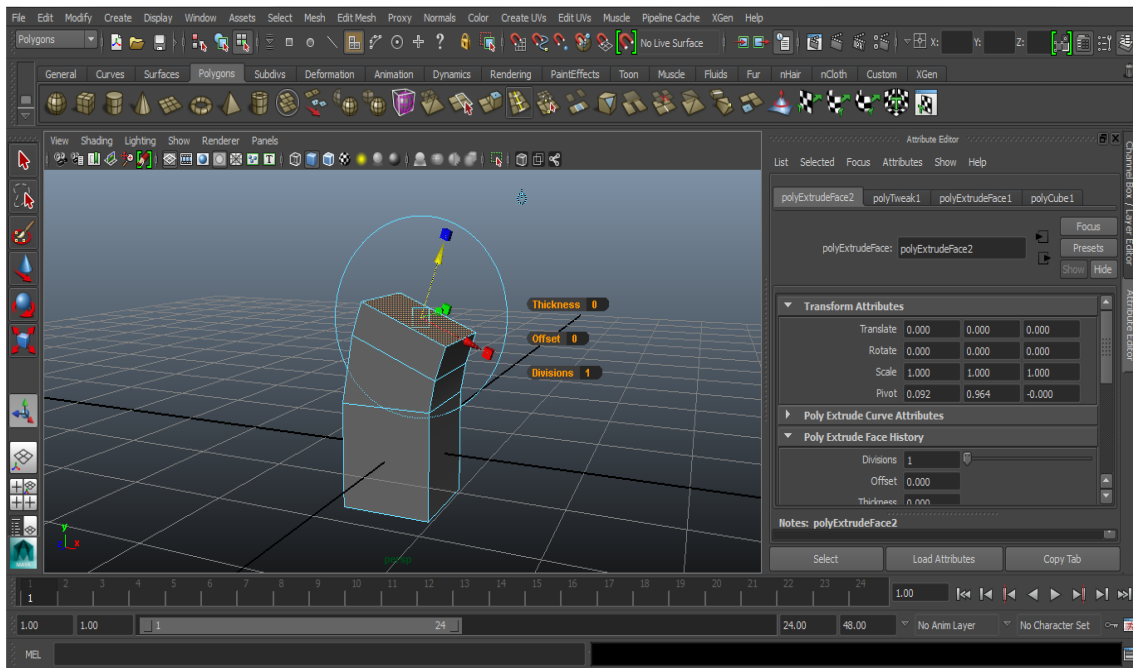 File Edit Modify Create Display Window Assets Select Mesh Edit Mesh Proxy Normals Color Create UVs Edit UVs Muscle Pipeline Cache XGen Help
Polygons No Live Surface X: Y: Z:
General Curves Surfaces Polygons Subdivs Deformation Animation Dynamics Rendering PaintEffects Toon Muscle Fluids Fur nHair nCloth Custom XGen
View Shading Lighting Show Renderer Panels
Attribute Editor
List Selected Focus Attributes Show Help
polyExtrudeFace2 polyTweak1 polyExtrudeFace1 polyCube1
polyExtrudeFace: polyExtrudeFace2
Focus
Presets
Show Hide
Transform Attributes
Translate 0.000 0.000 0.000
Rotate 0.000 0.000 0.000
Scale 1.000 1.000 1.000
Pivot 0.092 0.964 -0.000
Poly Extrude Curve Attributes
Poly Extrude Face History
Divisions 1
Offset 0.000
Thickness 0.000
Notes: polyExtrudeFace2
Select Load Attributes Copy Tab
Channel Box / Layer Editor
Attribute Editor
Thickness 0
Offset 0
Divisions 1
y
x
persp
1 2 3 4 5 6 7 8 9 10 11 12 13 14 15 16 17 18 19 20 21 22 23 24
1 1.00
1.00 1.00 1 24 24.00 48.00 No Anim Layer No Character Set
MEL